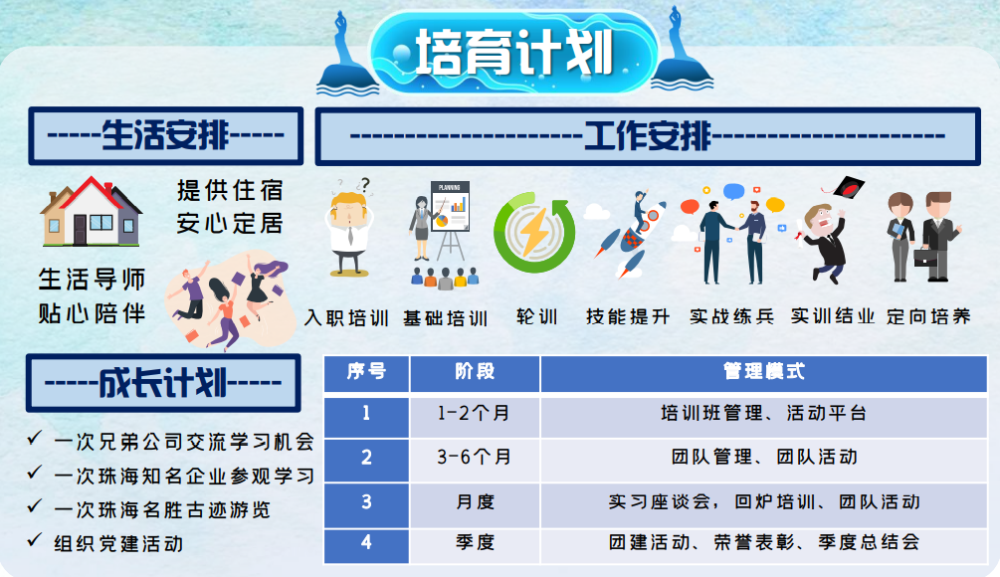 培育计划
-----生活安排-----
----------------------工作安排----------------------
提供住宿
安心定居
生活导师
贴心陪伴
PLANNING
入职培训 基础培训 轮训 技能提升 实战练兵 实训结业 定向培养
-----成长计划-----
✓ 一次兄弟公司交流学习机会
✓ 一次珠海知名企业参观学习
✓ 一次珠海名胜古迹游览
✓ 组织党建活动
序号 阶段 管理模式
1 1-2个月 培训班管理、活动平台
2 3-6个月 团队管理、团队活动
3 月度 实习座谈会，回炉培训、团队活动
4 季度 团建活动、荣誉表彰、季度总结会